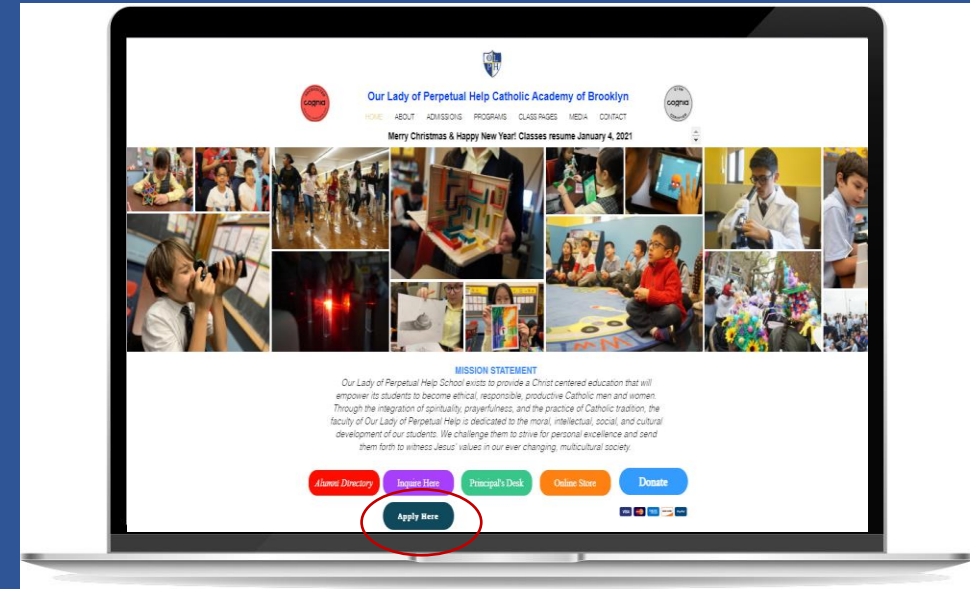 cognia
Our Lady of Perpetual Help Catholic Academy of Brooklyn
cognia
HOME ABOUT ADMISSIONS PROGRAMS CLASS PAGES MEDIA CONTACT
Merry Christmas & Happy New Year! Classes resume January 4, 2021
MISSION STATEMENT
Our Lady of Perpetual Help School exists to provide a Christ centered education that will
empower its students to become ethical, responsible, productive Catholic men and women.
Through the integration of spirituality, prayerfulness, and the practice of Catholic tradition, the
faculty of Our Lady of Perpetual Help is dedicated to the moral, intellectual, social, and cultural
development of our students. We challenge them to strive for personal excellence and send
them forth to witness Jesus' values in our ever changing, multicultural society.
Alumni Directory Inquire Here Principal's Desk Online Store Donate
Apply Here